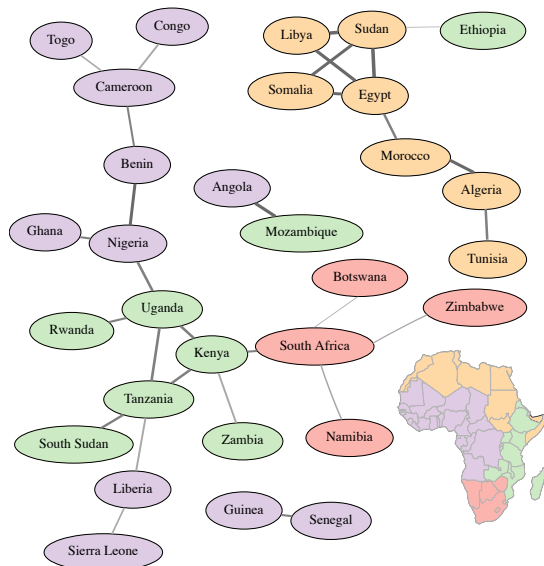 Togo
Congo
Libya
Sudan
Ethiopia
Cameroon
Somalia
Egypt
Benin
Morocco
Angola
Algeria
Ghana
Nigeria
Mozambique
Tunisia
Botswana
Uganda
Zimbabwe
Rwanda
Kenya
South Africa
Tanzania
South Sudan
Zambia
Namibia
Liberia
Guinea
Senegal
Sierra Leone